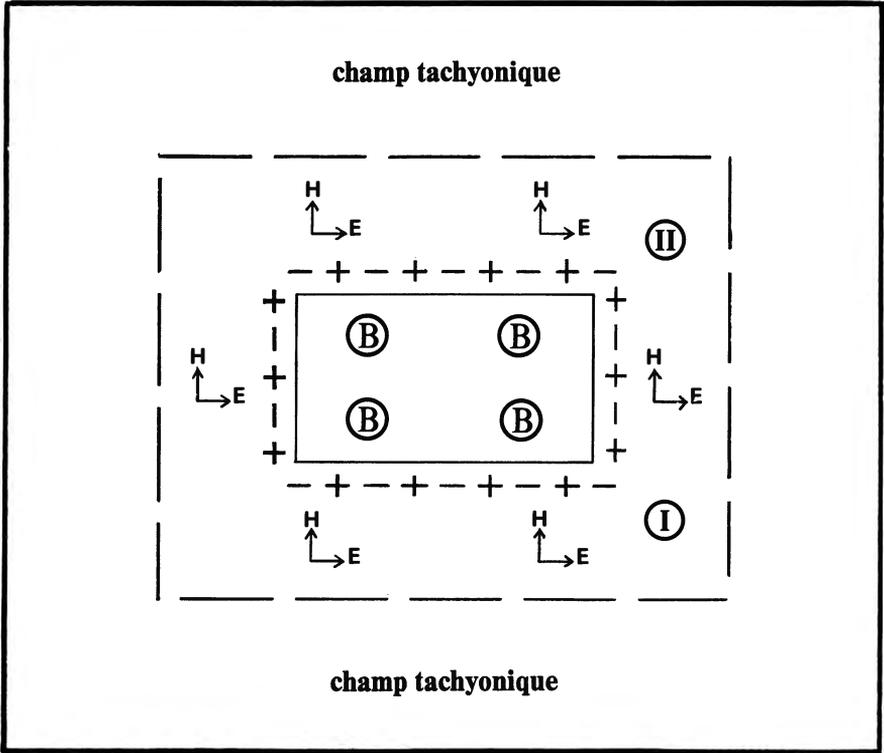 champ tachyonique
H H
E E
II
− + − + − + − + −
+ +
B B
H H
E E
+ +
B B
+ +
− + − + − + − + −
H H
I
E E
champ tachyonique